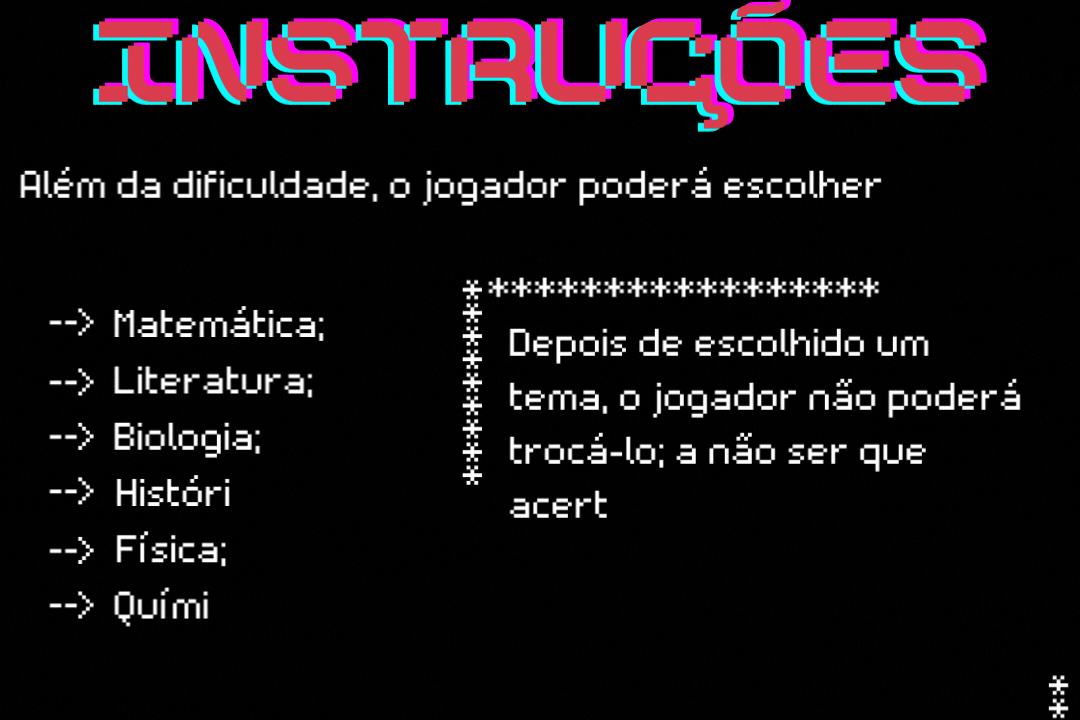 INSTRUÇÕES
Além da dificuldade, o jogador poderá escolher
--> Matemática;
--> Literatura;
--> Biologia;
--> Históri
--> Física;
--> Quími
******************
Depois de escolhido um
tema, o jogador não poderá
trocá-lo; a não ser que
acert